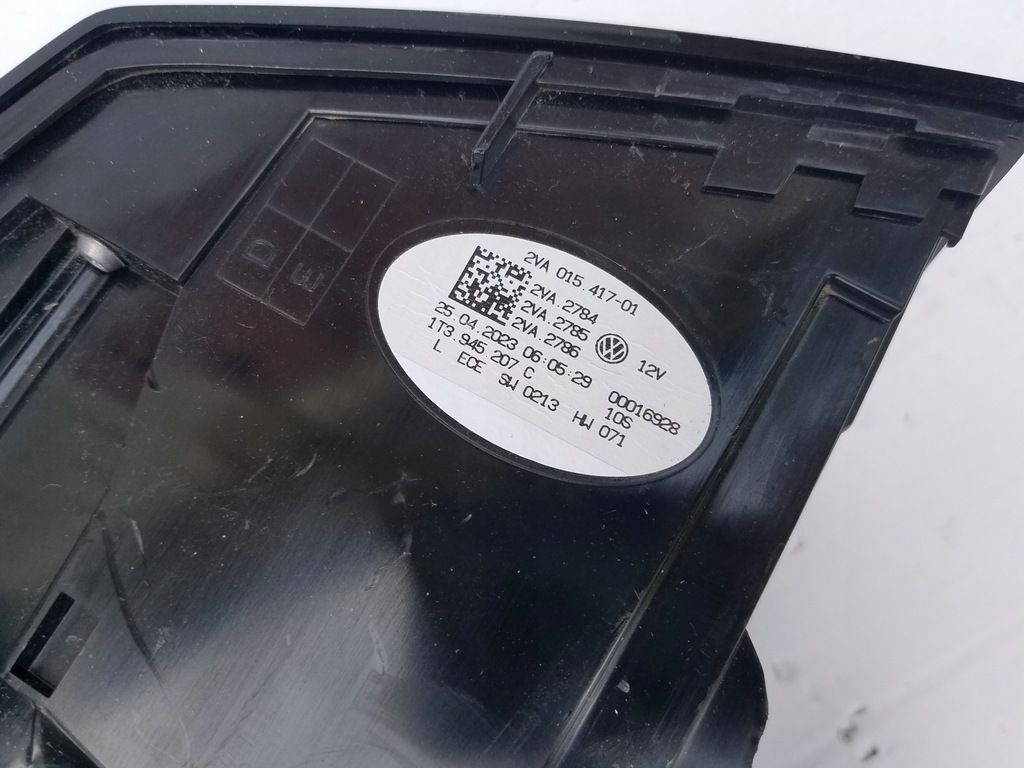 2VA 015.417-01
2VA.2784
2VA.2785
2VA.2786 12V
25.04.2023 06:05:29 00016928
1T3.945.207 C 10S
L ECE SW 0213 HW 071
D
E